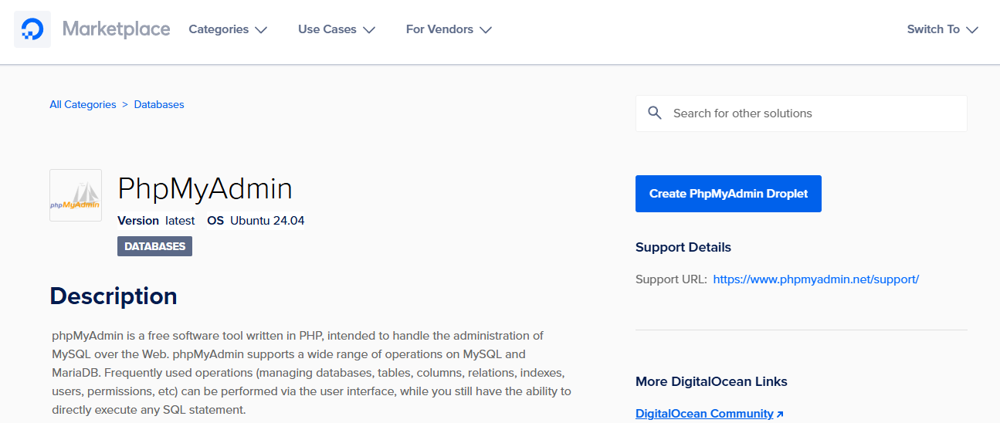 Marketplace
Categories
Use Cases
For Vendors
Switch To
All Categories > Databases
Search for other solutions
phpMyAdmin
PhpMyAdmin
Version latest OS Ubuntu 24.04
DATABASES
Create PhpMyAdmin Droplet
Description
phpMyAdmin is a free software tool written in PHP, intended to handle the administration of
MySQL over the Web. phpMyAdmin supports a wide range of operations on MySQL and
MariaDB. Frequently used operations (managing databases, tables, columns, relations, indexes,
users, permissions, etc) can be performed via the user interface, while you still have the ability to
directly execute any SQL statement.
Support Details
Support URL: https://www.phpmyadmin.net/support/
More DigitalOcean Links
DigitalOcean Community